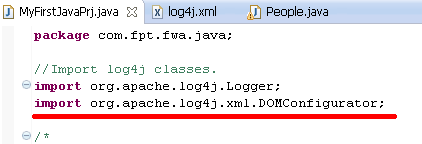 MyFirstJavaPrj.java log4j.xml People.java
package com.fpt.fwa.java;
//Import log4j classes.
import org.apache.log4j.Logger;
import org.apache.log4j.xml.DOMConfigurator;
/*